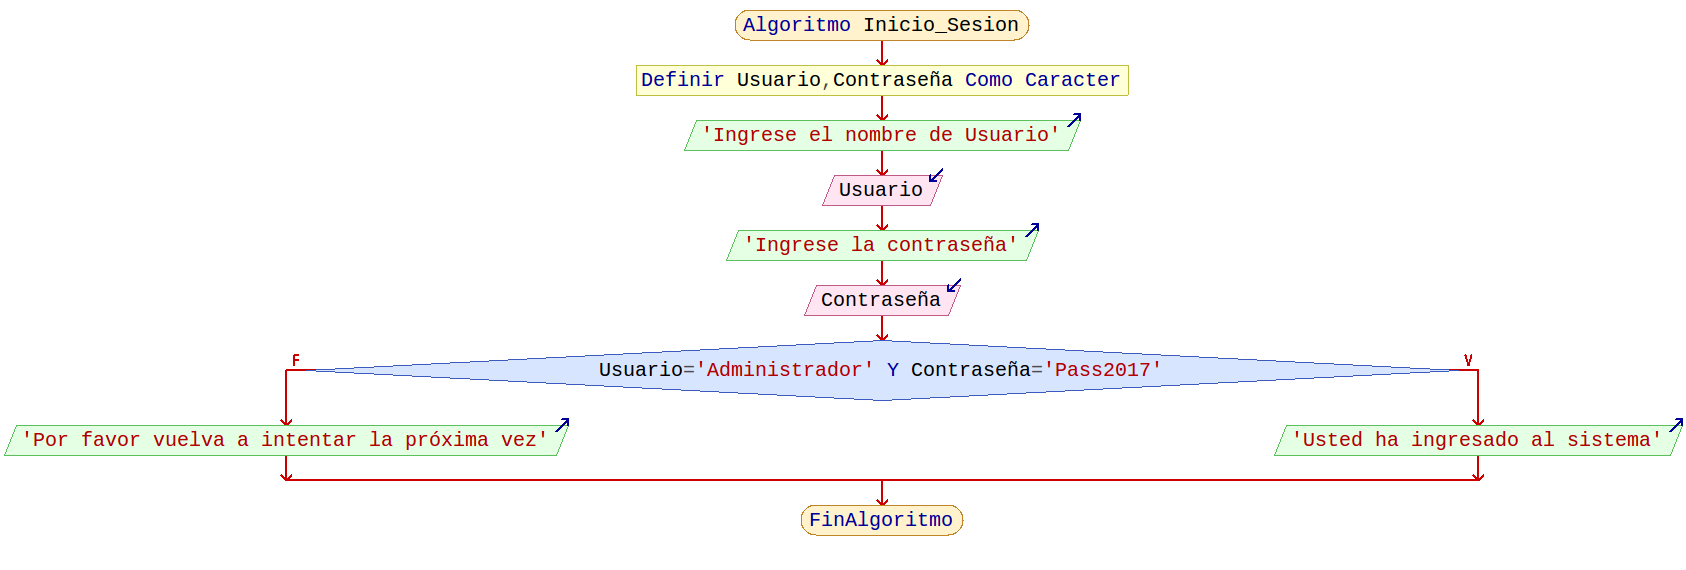 Algoritmo Inicio_Sesion
Definir Usuario,Contraseña Como Caracter
'Ingrese el nombre de Usuario'
Usuario
'Ingrese la contraseña'
Contraseña
F
V
Usuario='Administrador' Y Contraseña='Pass2017'
'Por favor vuelva a intentar la próxima vez'
'Usted ha ingresado al sistema'
FinAlgoritmo